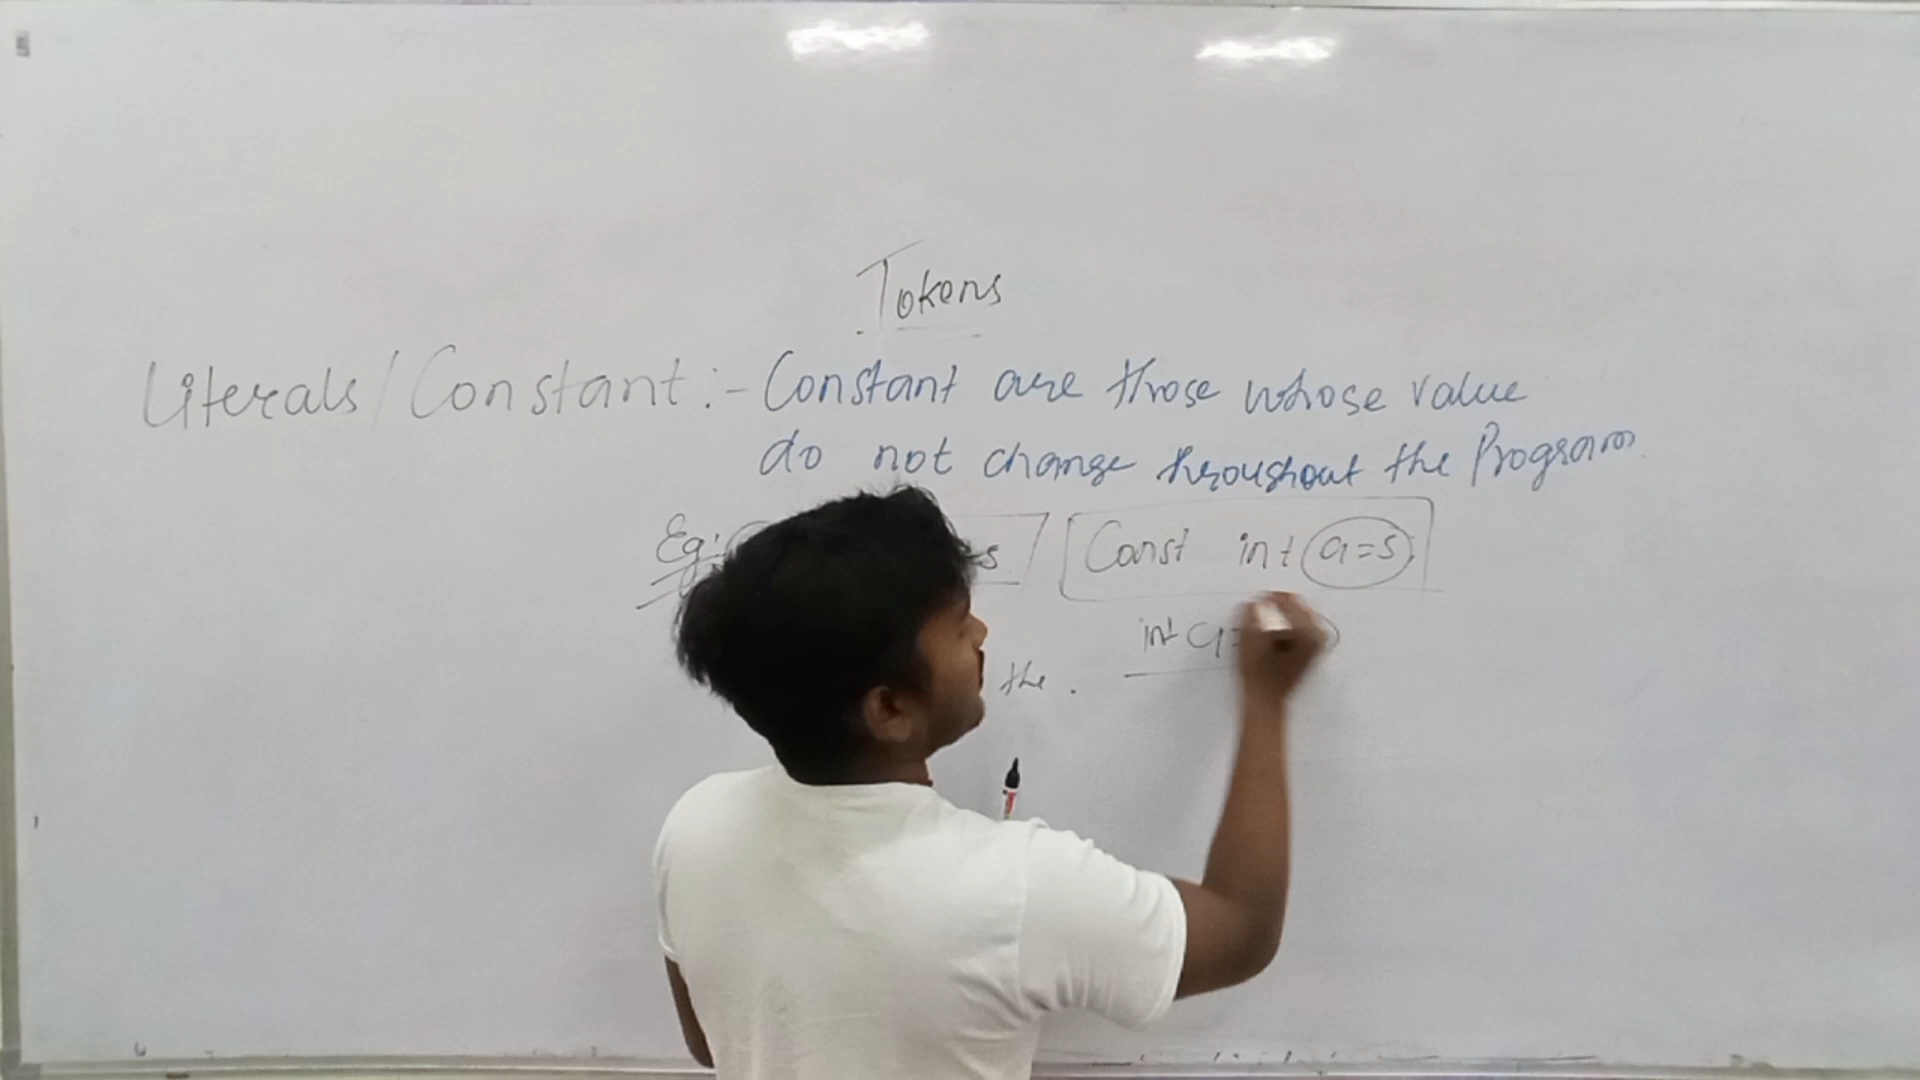 Tokens
Literals/Constant:- Constant are those whose value
do not change throughout the Program
Eg: s Const int a=5;
int a=
the .